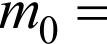 m₀ =